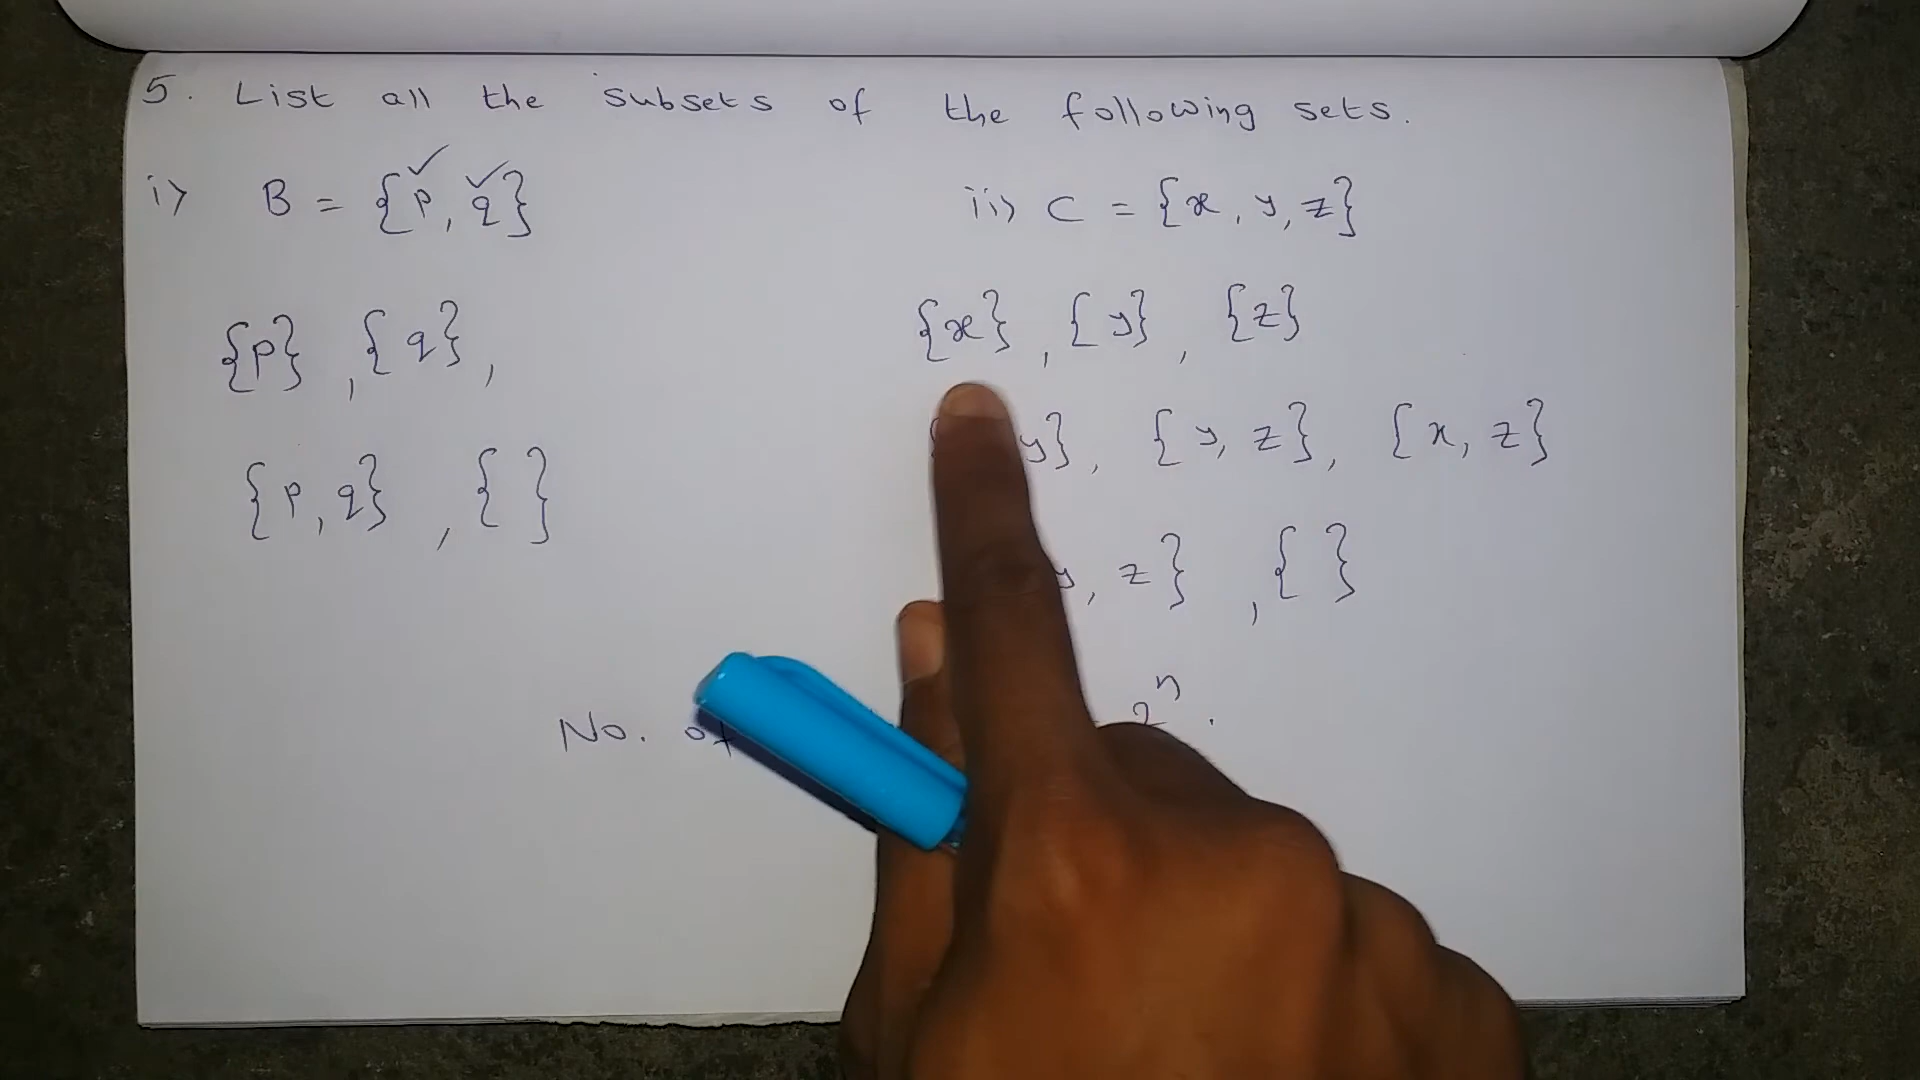 5. List all the subsets of the following sets.
i) B = {p, q}
{p}, {q},
{p, q}, { }
ii) C = {x, y, z}
{x}, {y}, {z}
y}, {y, z}, {x, z}
y, z}, { }
No. of 2ⁿ.